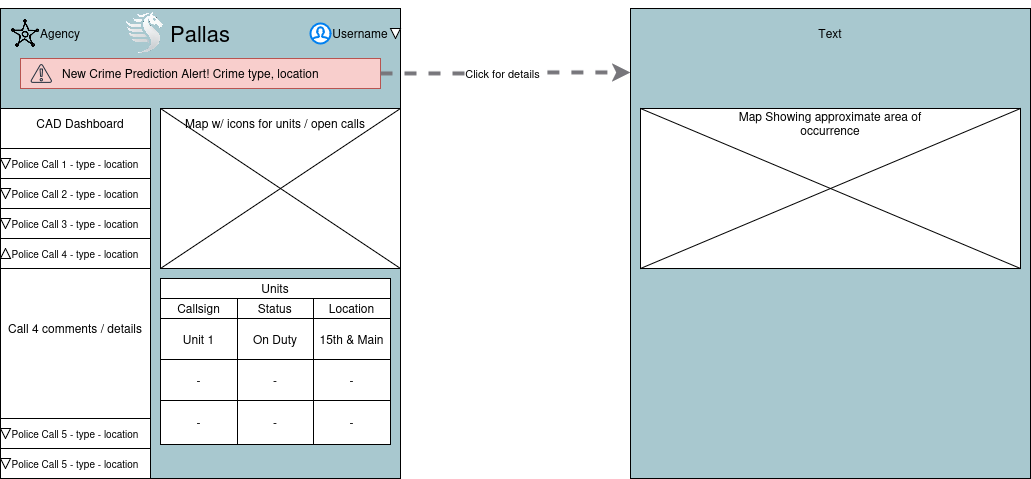 Agency
Pallas
Username
New Crime Prediction Alert! Crime type, location
Click for details
Text
CAD Dashboard
Police Call 1 - type - location
Police Call 2 - type - location
Police Call 3 - type - location
Police Call 4 - type - location
Call 4 comments / details
Police Call 5 - type - location
Police Call 5 - type - location
Map w/ icons for units / open calls
Units
Callsign Status Location
Unit 1 On Duty 15th & Main
- - -
- - -
Map Showing approximate area of
occurrence